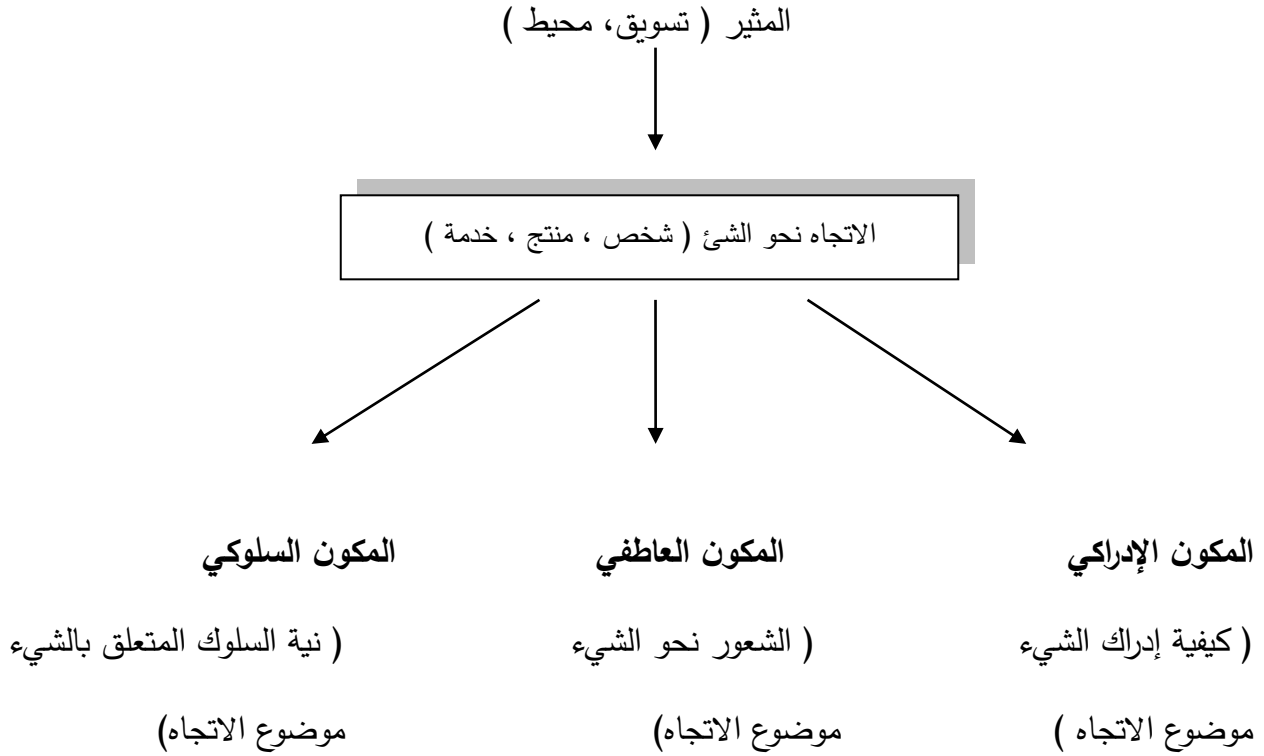 المثير ( تسويق، محيط )
الاتجاه نحو الشئ ( شخص ، منتج ، خدمة )
المكون الإدراكي المكون العاطفي المكون السلوكي
( كيفية إدراك الشيء ( الشعور نحو الشيء ( نية السلوك المتعلق بالشيء
موضوع الاتجاه ) موضوع الاتجاه) موضوع الاتجاه)